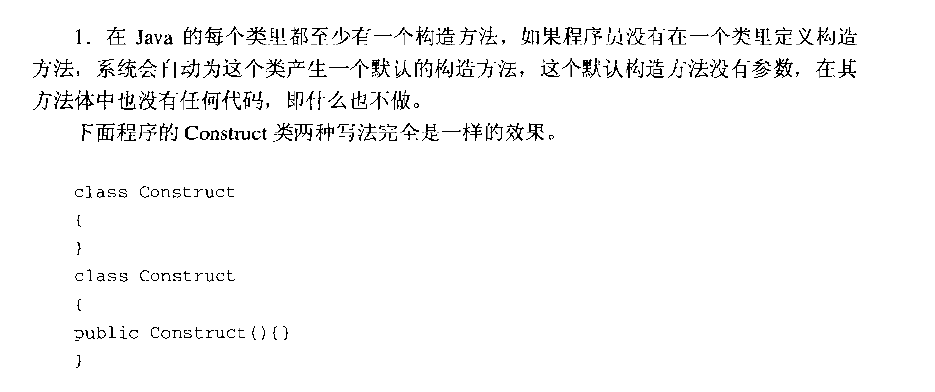 1. 在 Java 的每个类里都至少有一个构造方法，如果程序员没有在一个类里定义构造
方法，系统会自动为这个类产生一个默认的构造方法，这个默认构造方法没有参数，在其
方法体中也没有任何代码，即什么也不做。
下面程序的 Construct 类两种写法完全是一样的效果。
class Construct
{
}
class Construct
{
public Construct(){}
}